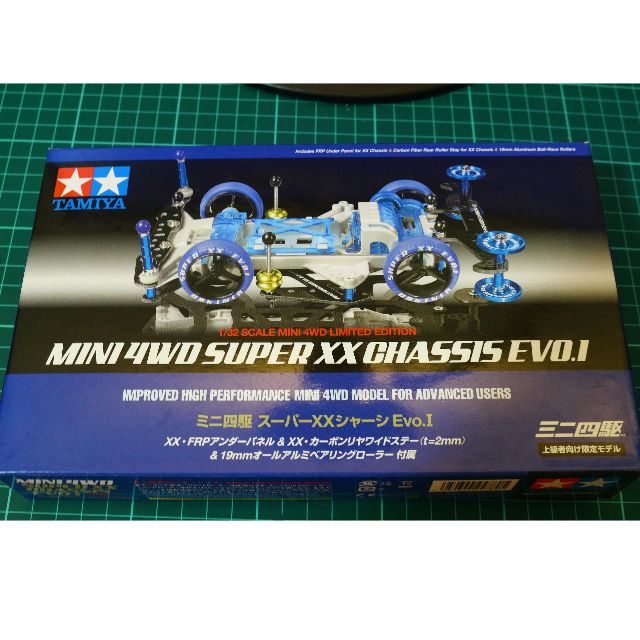 Includes FRP Under Panel for XX Chassis & Carbon Fiber Rear Roller Stay for XX Chassis & 19mm Aluminum Ball-Race Rollers
TAMIYA
SUPER XX EVO.I
1/32 SCALE MINI 4WD LIMITED EDITION
MINI 4WD SUPER XX CHASSIS EVO.I
IMPROVED HIGH PERFORMANCE MINI 4WD MODEL FOR ADVANCED USERS
ミニ四駆 スーパーXXシャーシ Evo.I
XX・FRPアンダーパネル & XX・カーボンリヤワイドステー(t=2mm)
& 19mmオールアルミベアリングローラー 付属
ミニ四駆
上級者向け限定モデル
MINI 4WD